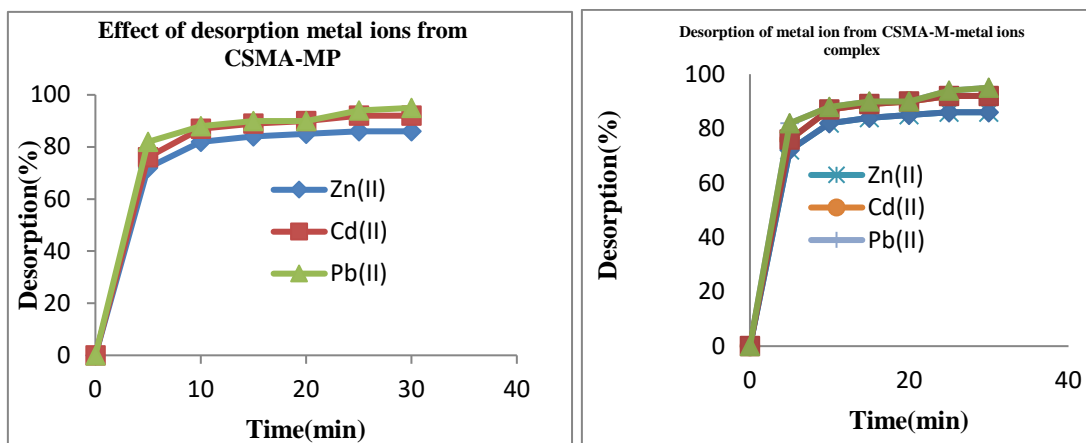 Effect of desorption metal ions from
CSMA-MP
Desorption(%)
100
80
60
40
20
0
Zn(II)
Cd(II)
Pb(II)
0 10 20 30 40
Time(min)
Desorption of metal ion from CSMA-M-metal ions
complex
Desorption(%)
100
80
60
40
20
0
Zn(II)
Cd(II)
Pb(II)
0 20 40
Time(min)